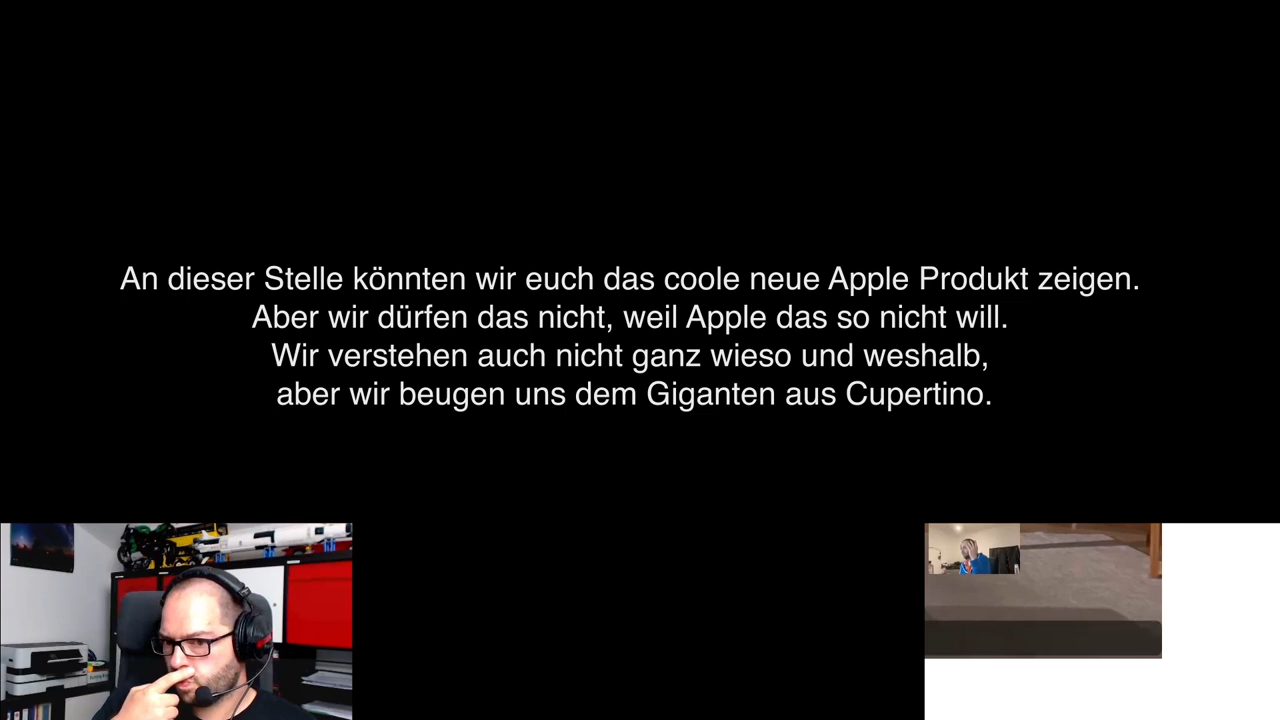 An dieser Stelle könnten wir euch das coole neue Apple Produkt zeigen.
Aber wir dürfen das nicht, weil Apple das so nicht will.
Wir verstehen auch nicht ganz wieso und weshalb,
aber wir beugen uns dem Giganten aus Cupertino.